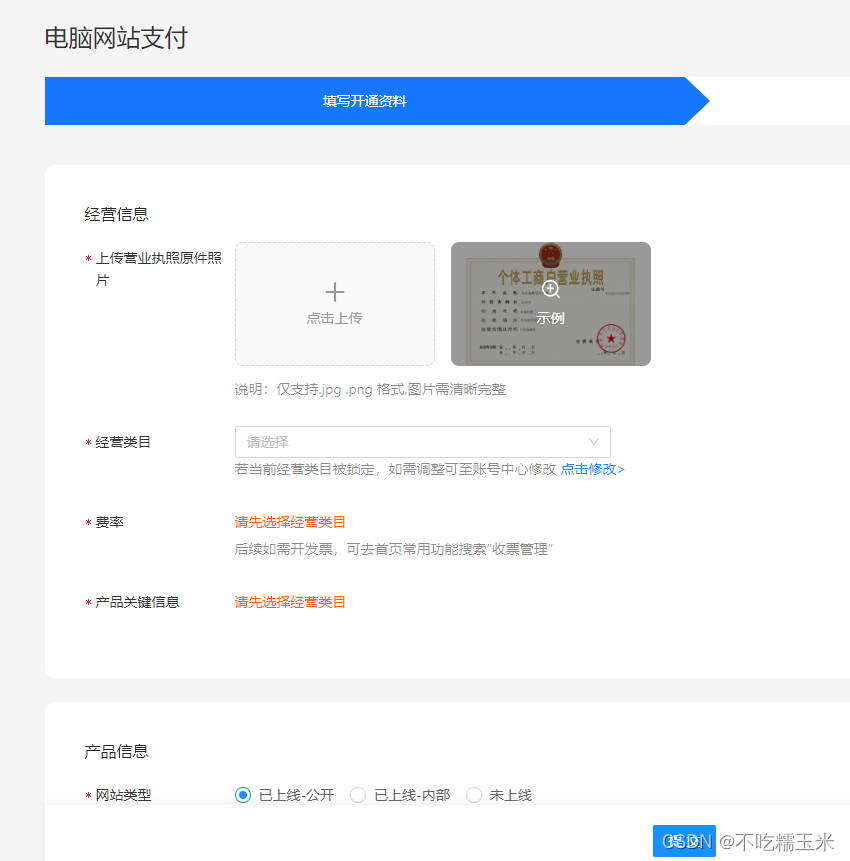 电脑网站支付
填写开通资料
经营信息
* 上传营业执照原件照
片
点击上传
个体工商户营业执照
示例
说明：仅支持.jpg .png 格式,图片需清晰完整
* 经营类目
请选择
若当前经营类目被锁定，如需调整可至账号中心修改 点击修改>
* 费率
请先选择经营类目
后续如需开发票，可去首页常用功能搜索“收票管理”
* 产品关键信息
请先选择经营类目
产品信息
* 网站类型
已上线-公开 已上线-内部 未上线
提交
CSDN @不吃糯玉米